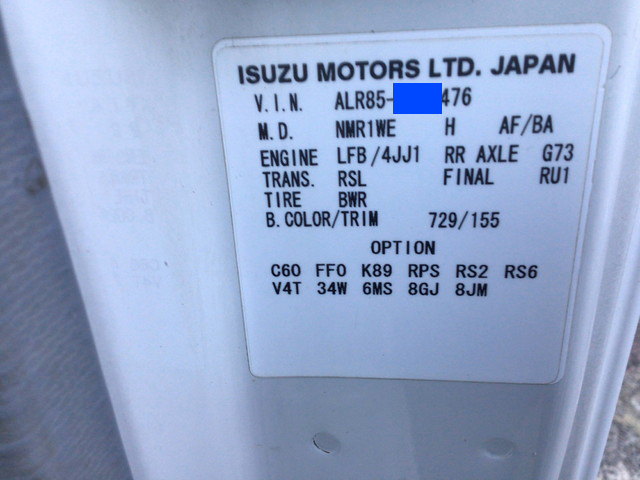 ISUZU MOTORS LTD. JAPAN
V.I.N. ALR85- 476
M.D. NMR1WE H AF/BA
ENGINE LFB/4JJ1 RR AXLE G73
TRANS. RSL FINAL RU1
TIRE BWR
B.COLOR/TRIM 729/155
OPTION
C60 FF0 K89 RPS RS2 RS6
V4T 34W 6MS 8GJ 8JM